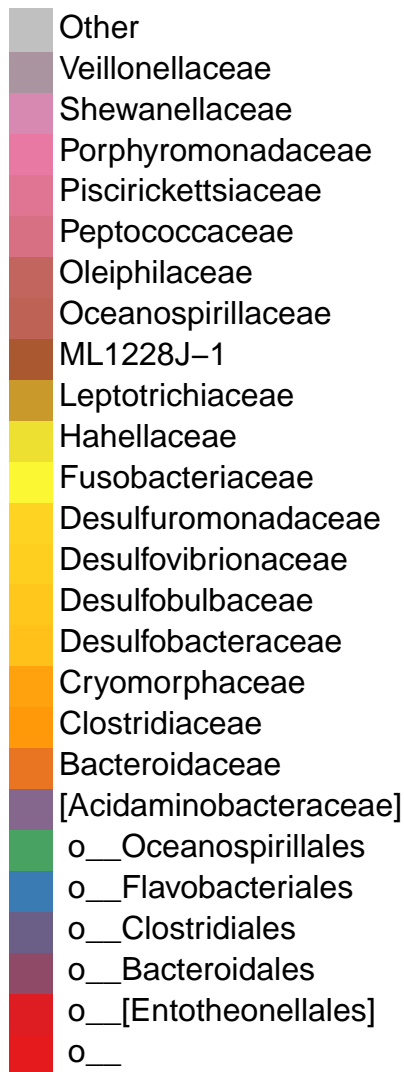 Other
Veillonellaceae
Shewanellaceae
Porphyromonadaceae
Piscirickettsiaceae
Peptococcaceae
Oleiphilaceae
Oceanospirillaceae
ML1228J−1
Leptotrichiaceae
Hahellaceae
Fusobacteriaceae
Desulfuromonadaceae
Desulfovibrionaceae
Desulfobulbaceae
Desulfobacteraceae
Cryomorphaceae
Clostridiaceae
Bacteroidaceae
[Acidaminobacteraceae]
o__Oceanospirillales
o__Flavobacteriales
o__Clostridiales
o__Bacteroidales
o__[Entotheonellales]
o__